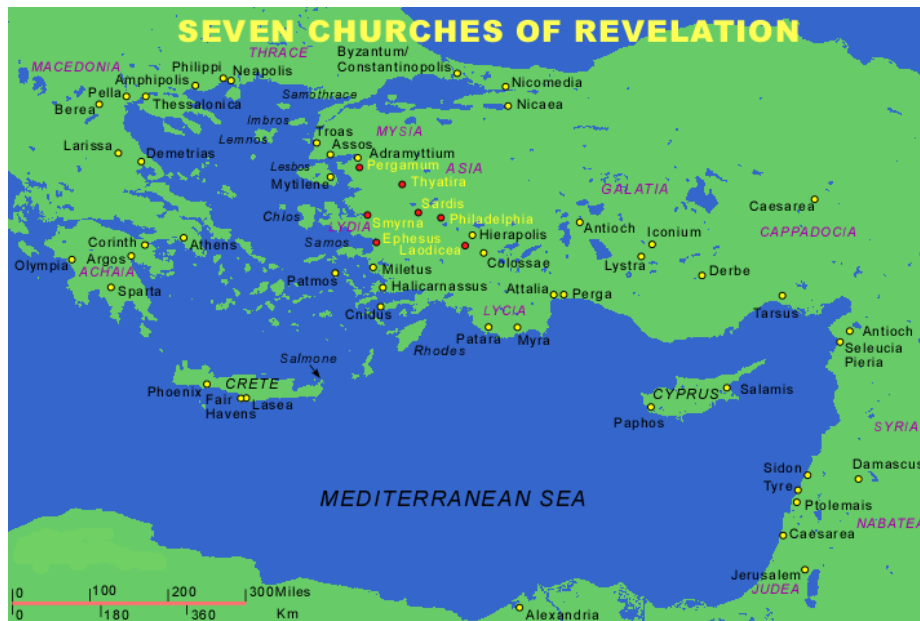 SEVEN CHURCHES OF REVELATION
THRACE
Byzantum/
Constantinopolis
MACEDONIA
Philippi
Neapolis
Amphipolis
Pella
Nicomedia
Samothrace
Berea
Thessalonica
Nicaea
Imbros
Troas
MYSIA
Lemnos
Assos
Larissa
Demetrias
Adramyttium
Lesbos
Pergamum
ASIA
Mytilene
Thyatira
GALATIA
Caesarea
Chios
Sardis
LYDIA
Smyrna
Philadelphia
Antioch
Iconium
CAPPADOCIA
Corinth
Athens
Samos
Ephesus
Hierapolis
Laodicea
Argos
Colossae
Lystra
Olympia
ACHAIA
Miletus
Derbe
Patmos
Sparta
Halicarnassus
Attalia
Perga
Cnidus
LYCIA
Tarsus
Patara
Myra
Antioch
Rhodes
Seleucia
Pieria
Salmone
Phoenix
CRETE
CYPRUS
Salamis
Fair
Havens
Lasea
Paphos
SYRIA
Sidon
Damascus
Tyre
MEDITERRANEAN SEA
Ptolemais
NABATEA
Caesarea
Jerusalem
JUDEA
0 100 200 300Miles
0 180 360 Km
Alexandria